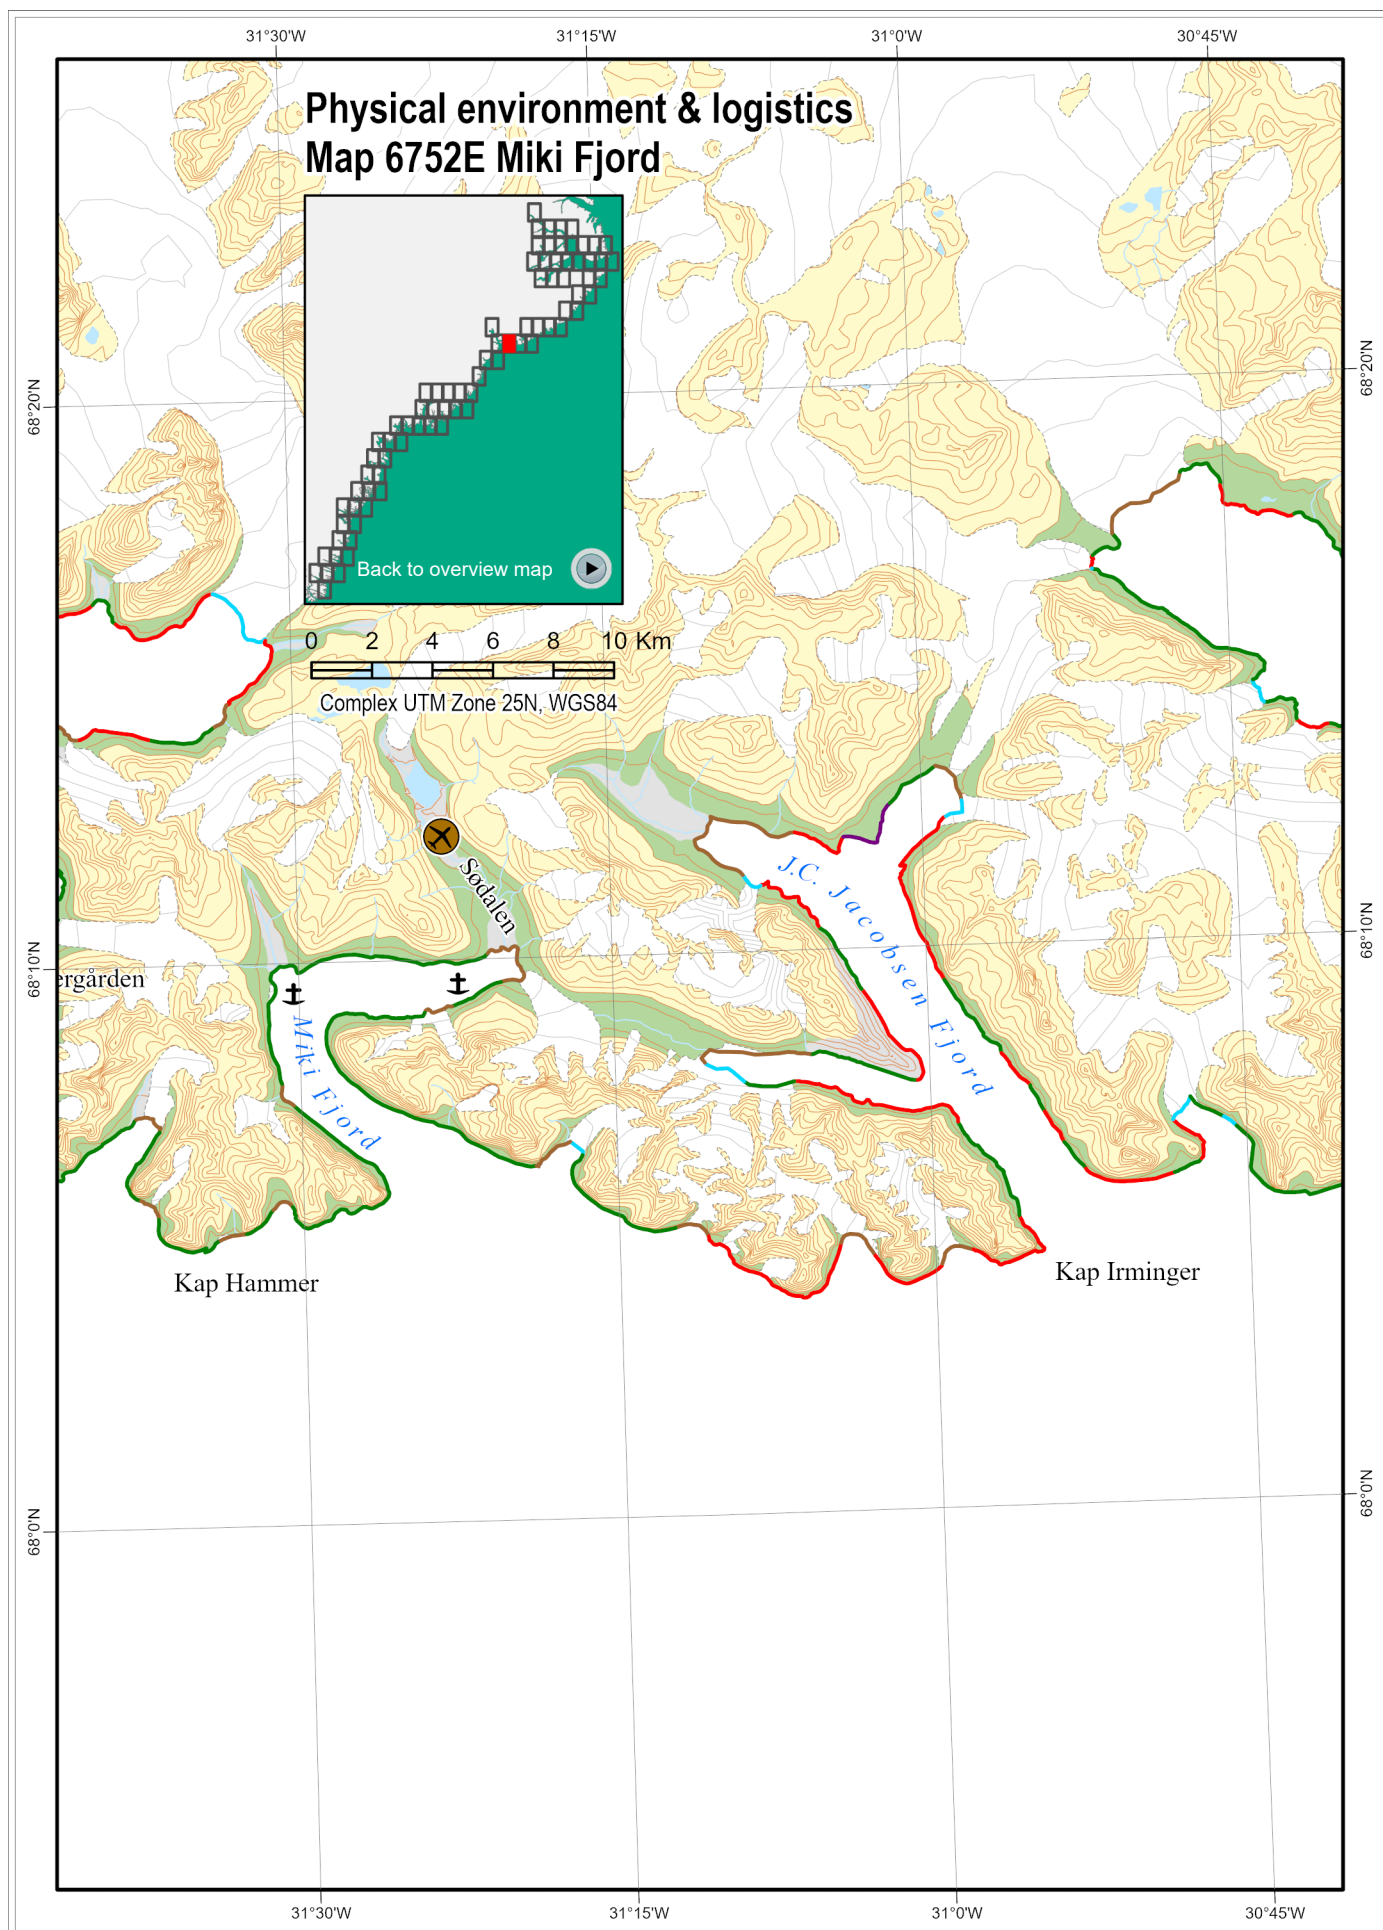 31°30'W 31°15'W 31°0'W 30°45'W
Physical environment & logistics
Map 6752E Miki Fjord
68°20'N
68°20'N
Back to overview map
0 2 4 6 8 10 Km
Complex UTM Zone 25N, WGS84
Sødalen
J.C. Jacobsen Fjord
68°10'N
68°10'N
ergården
Miki Fjord
Kap Hammer
Kap Irminger
68°0'N
68°0'N
31°30'W 31°15'W 31°0'W 30°45'W